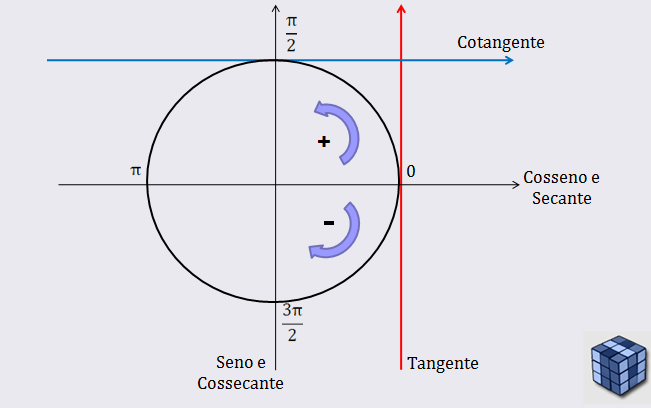 π
2
Cotangente
+
π
0
Cosseno e
Secante
-
3π
2
Seno e
Cossecante
Tangente